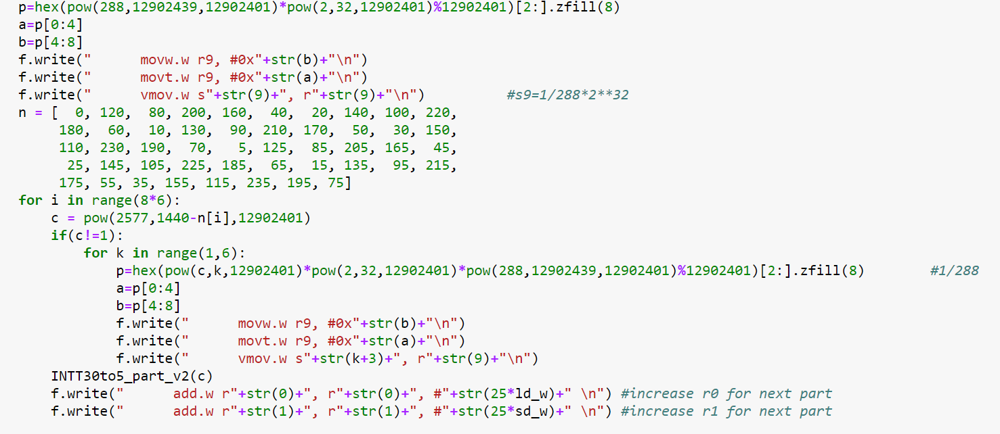 p=hex(pow(288,12902439,12902401)*pow(2,32,12902401)%12902401)[2:].zfill(8)
a=p[0:4]
b=p[4:8]
f.write("      movw.w r9, #0x"+str(b)+"\n")
f.write("      movt.w r9, #0x"+str(a)+"\n")
f.write("      vmov.w s"+str(9)+", r"+str(9)+"\n")          #s9=1/288*2**32
n = [  0, 120,  80, 200, 160,  40,  20, 140, 100, 220,
     180,  60,  10, 130,  90, 210, 170,  50,  30, 150,
     110, 230, 190,  70,   5, 125,  85, 205, 165,  45,
      25, 145, 105, 225, 185,  65,  15, 135,  95, 215,
     175, 55, 35, 155, 115, 235, 195, 75]
for i in range(8*6):
    c = pow(2577,1440-n[i],12902401)
    if(c!=1):
        for k in range(1,6):
            p=hex(pow(c,k,12902401)*pow(2,32,12902401)*pow(288,12902439,12902401)%12902401)[2:].zfill(8)        #1/288
            a=p[0:4]
            b=p[4:8]
            f.write("      movw.w r9, #0x"+str(b)+"\n")
            f.write("      movt.w r9, #0x"+str(a)+"\n")
            f.write("      vmov.w s"+str(k+3)+", r"+str(9)+"\n")
    INTT30to5_part_v2(c)
    f.write("      add.w r"+str(0)+", r"+str(0)+", #"+str(25*ld_w)+" \n") #increase r0 for next part
    f.write("      add.w r"+str(1)+", r"+str(1)+", #"+str(25*sd_w)+" \n") #increase r1 for next part